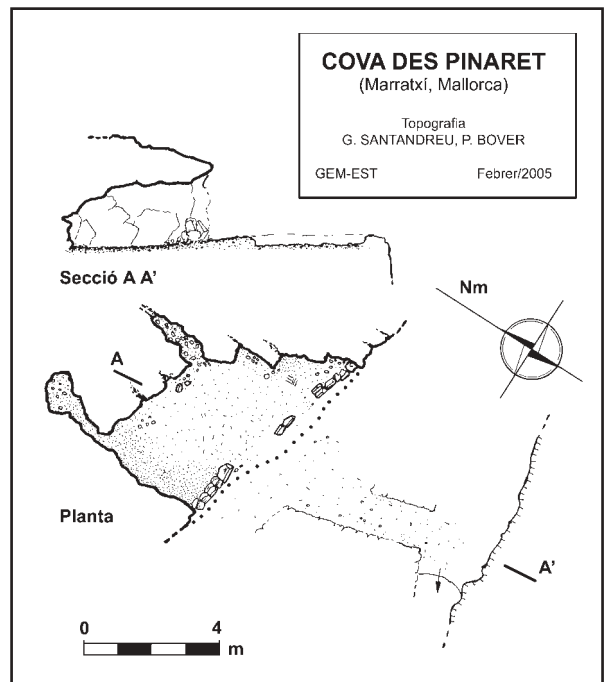 COVA DES PINARET
(Marratxí, Mallorca)
Topografia
G. SANTANDREU, P. BOVER
GEM-EST Febrer/2005
Secció A A'
Nm
A
Planta
A'
0 4
m